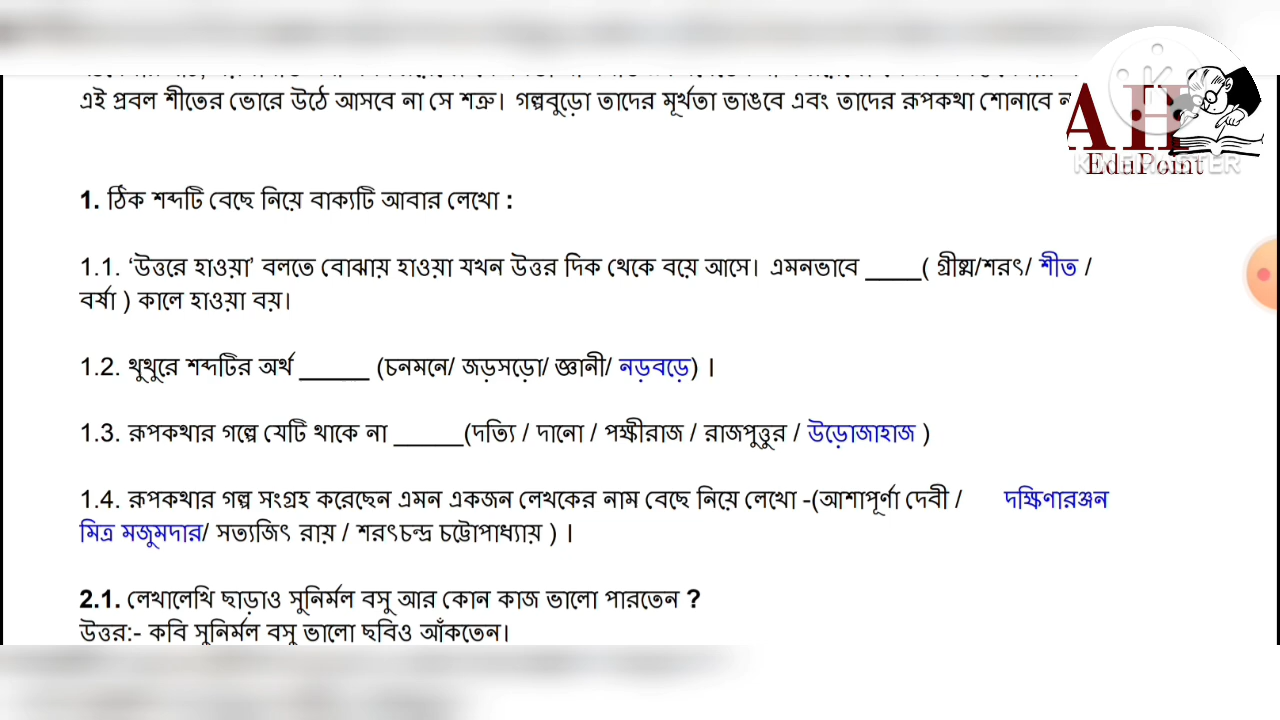 এই প্রবল শীতের ভোরে উঠে আসবে না সে শত্রু। গল্পবুড়ো তাদের মূর্খতা ভাঙবে এবং তাদের রূপকথা শোনাবে
AH
EduPoint
KINEMASTER
1. ঠিক শব্দটি বেছে নিয়ে বাক্যটি আবার লেখো :
1.1. ‘উত্তরে হাওয়া’ বলতে বোঝায় হাওয়া যখন উত্তর দিক থেকে বয়ে আসে। এমনভাবে ____( গ্রীষ্ম/শরৎ/ শীত /
বর্ষা ) কালে হাওয়া বয়।
1.2. থুথুরে শব্দটির অর্থ _____ (চনমনে/ জড়সড়ো/ জ্ঞানী/ নড়বড়ে) ।
1.3. রূপকথার গল্পে যেটি থাকে না _____(দত্যি / দানো / পক্ষীরাজ / রাজপুত্তুর / উড়োজাহাজ )
1.4. রূপকথার গল্প সংগ্রহ করেছেন এমন একজন লেখকের নাম বেছে নিয়ে লেখো -(আশাপূর্ণা দেবী / দক্ষিণারঞ্জন
মিত্র মজুমদার/ সত্যজিৎ রায় / শরৎচন্দ্র চট্টোপাধ্যায় ) ।
2.1. লেখালেখি ছাড়াও সুনির্মল বসু আর কোন কাজ ভালো পারতেন ?
উত্তর:- কবি সুনির্মল বসু ভালো ছবিও আঁকতেন।